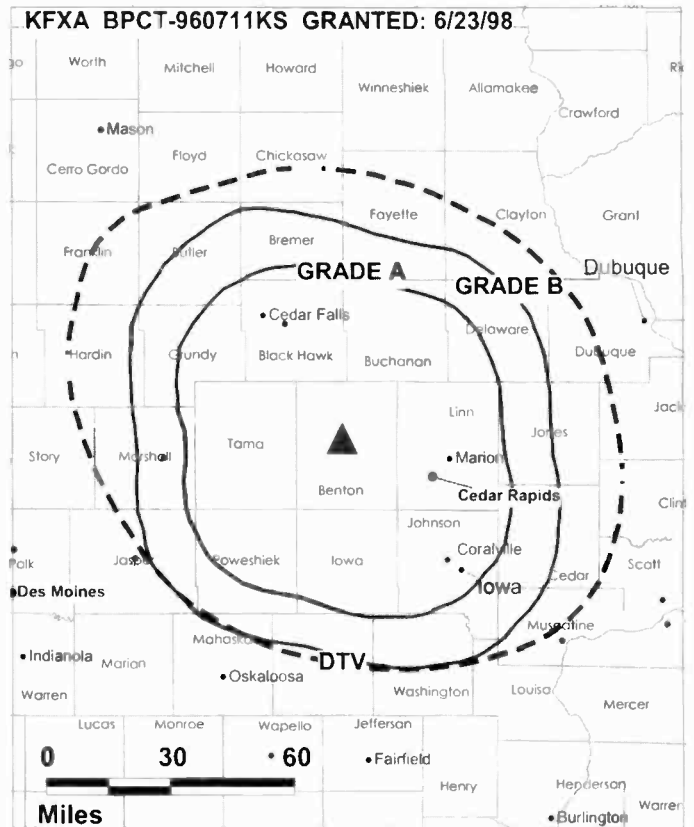 KFXA BPCT-960711KS GRANTED: 6/23/98
Worth
Mitchell
Howard
Winneshiek
Allamakee
Crawford
Mason
Floyd
Chickasaw
Cerro Gordo
Fayette
Clayton
Grant
Franklin
Butler
Bremer
GRADE A
GRADE B
Dubuque
Cedar Falls
Delaware
Hardin
Grundy
Black Hawk
Buchanan
Dubuque
Linn
Jones
Jack
Story
Marshall
Tama
Marion
Benton
Cedar Rapids
Clint
Johnson
Polk
Jasper
Poweshiek
Iowa
Coralville
Cedar
Scott
Iowa
Des Moines
Muscatine
Mahaska
DTV
Indianola
Marion
Oskaloosa
Washington
Louisa
Mercer
Warren
Lucas
Monroe
Wapello
Jefferson
0 30 60
Fairfield
Henry
Henderson
Warren
Miles
Burlington